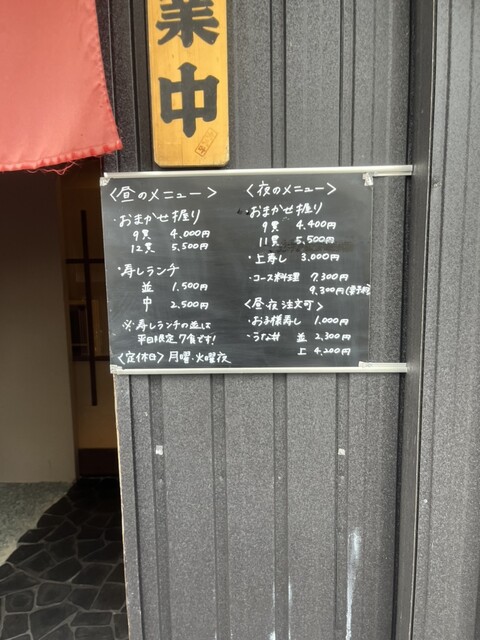 業中
<昼のメニュー>
・おまかせ握り
9貫 4.000円
12貫 5.500円
・寿しランチ
並 1.500円
中 2.500円
※寿しランチの並は
平日限定7食です!
<定休日>月曜.火曜夜
<夜のメニュー>
・おまかせ握り
9貫 4.400円
11貫 5.500円
・上寿し 3.000円
・コース料理 7.300円
9.300円
<昼.夜注文可>
・お子様寿し 1.000円
・うな丼 並 2.300円
上 4.200円